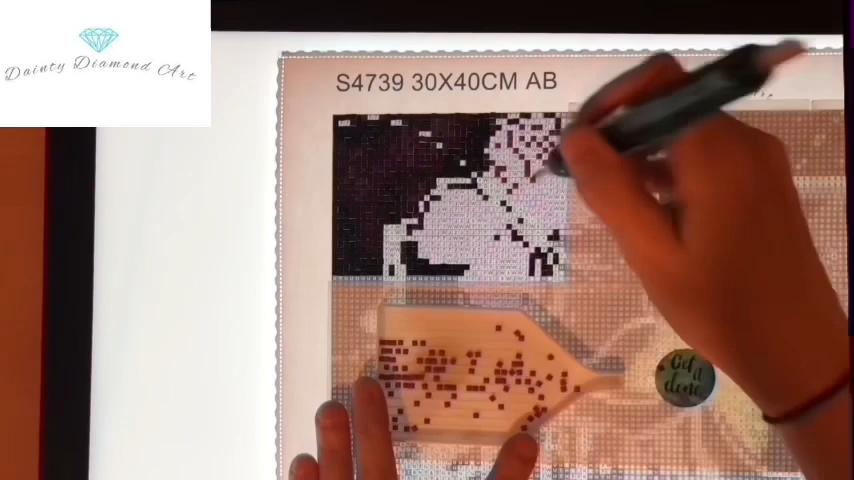 Dainty Diamond Art
S4739 30X40CM AB
Get
it
done